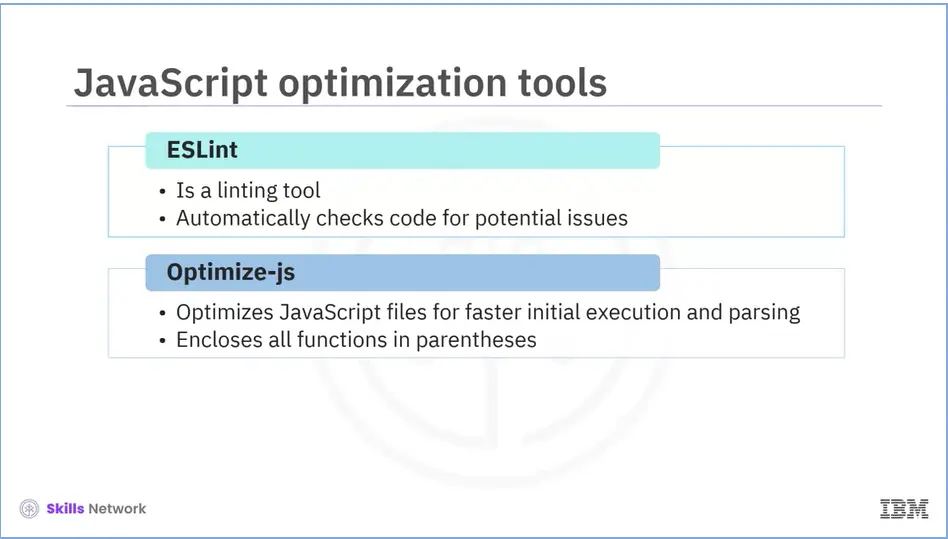 JavaScript optimization tools
ESLint
• Is a linting tool
• Automatically checks code for potential issues
Optimize-js
• Optimizes JavaScript files for faster initial execution and parsing
• Encloses all functions in parentheses
Skills Network
IBM